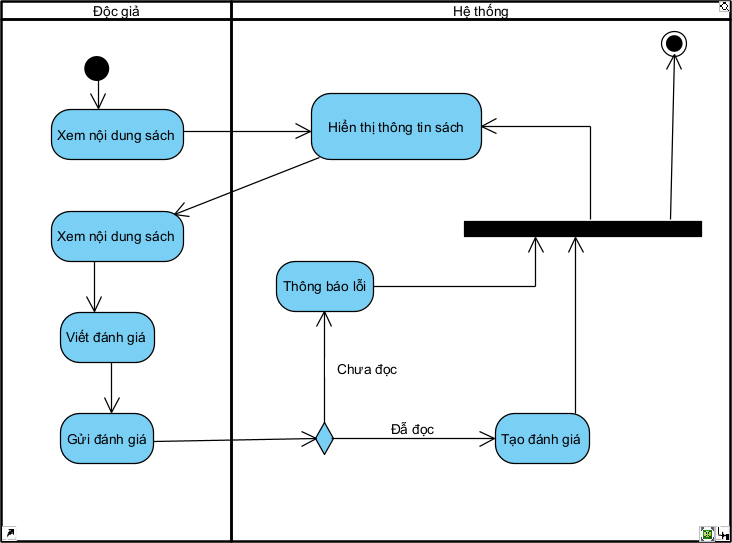 Độc giả
Hệ thống
Xem nội dung sách
Hiển thị thông tin sách
Xem nội dung sách
Thông báo lỗi
Viết đánh giá
Chưa đọc
Đẫ đọc
Gửi đánh giá
Tạo đánh giá